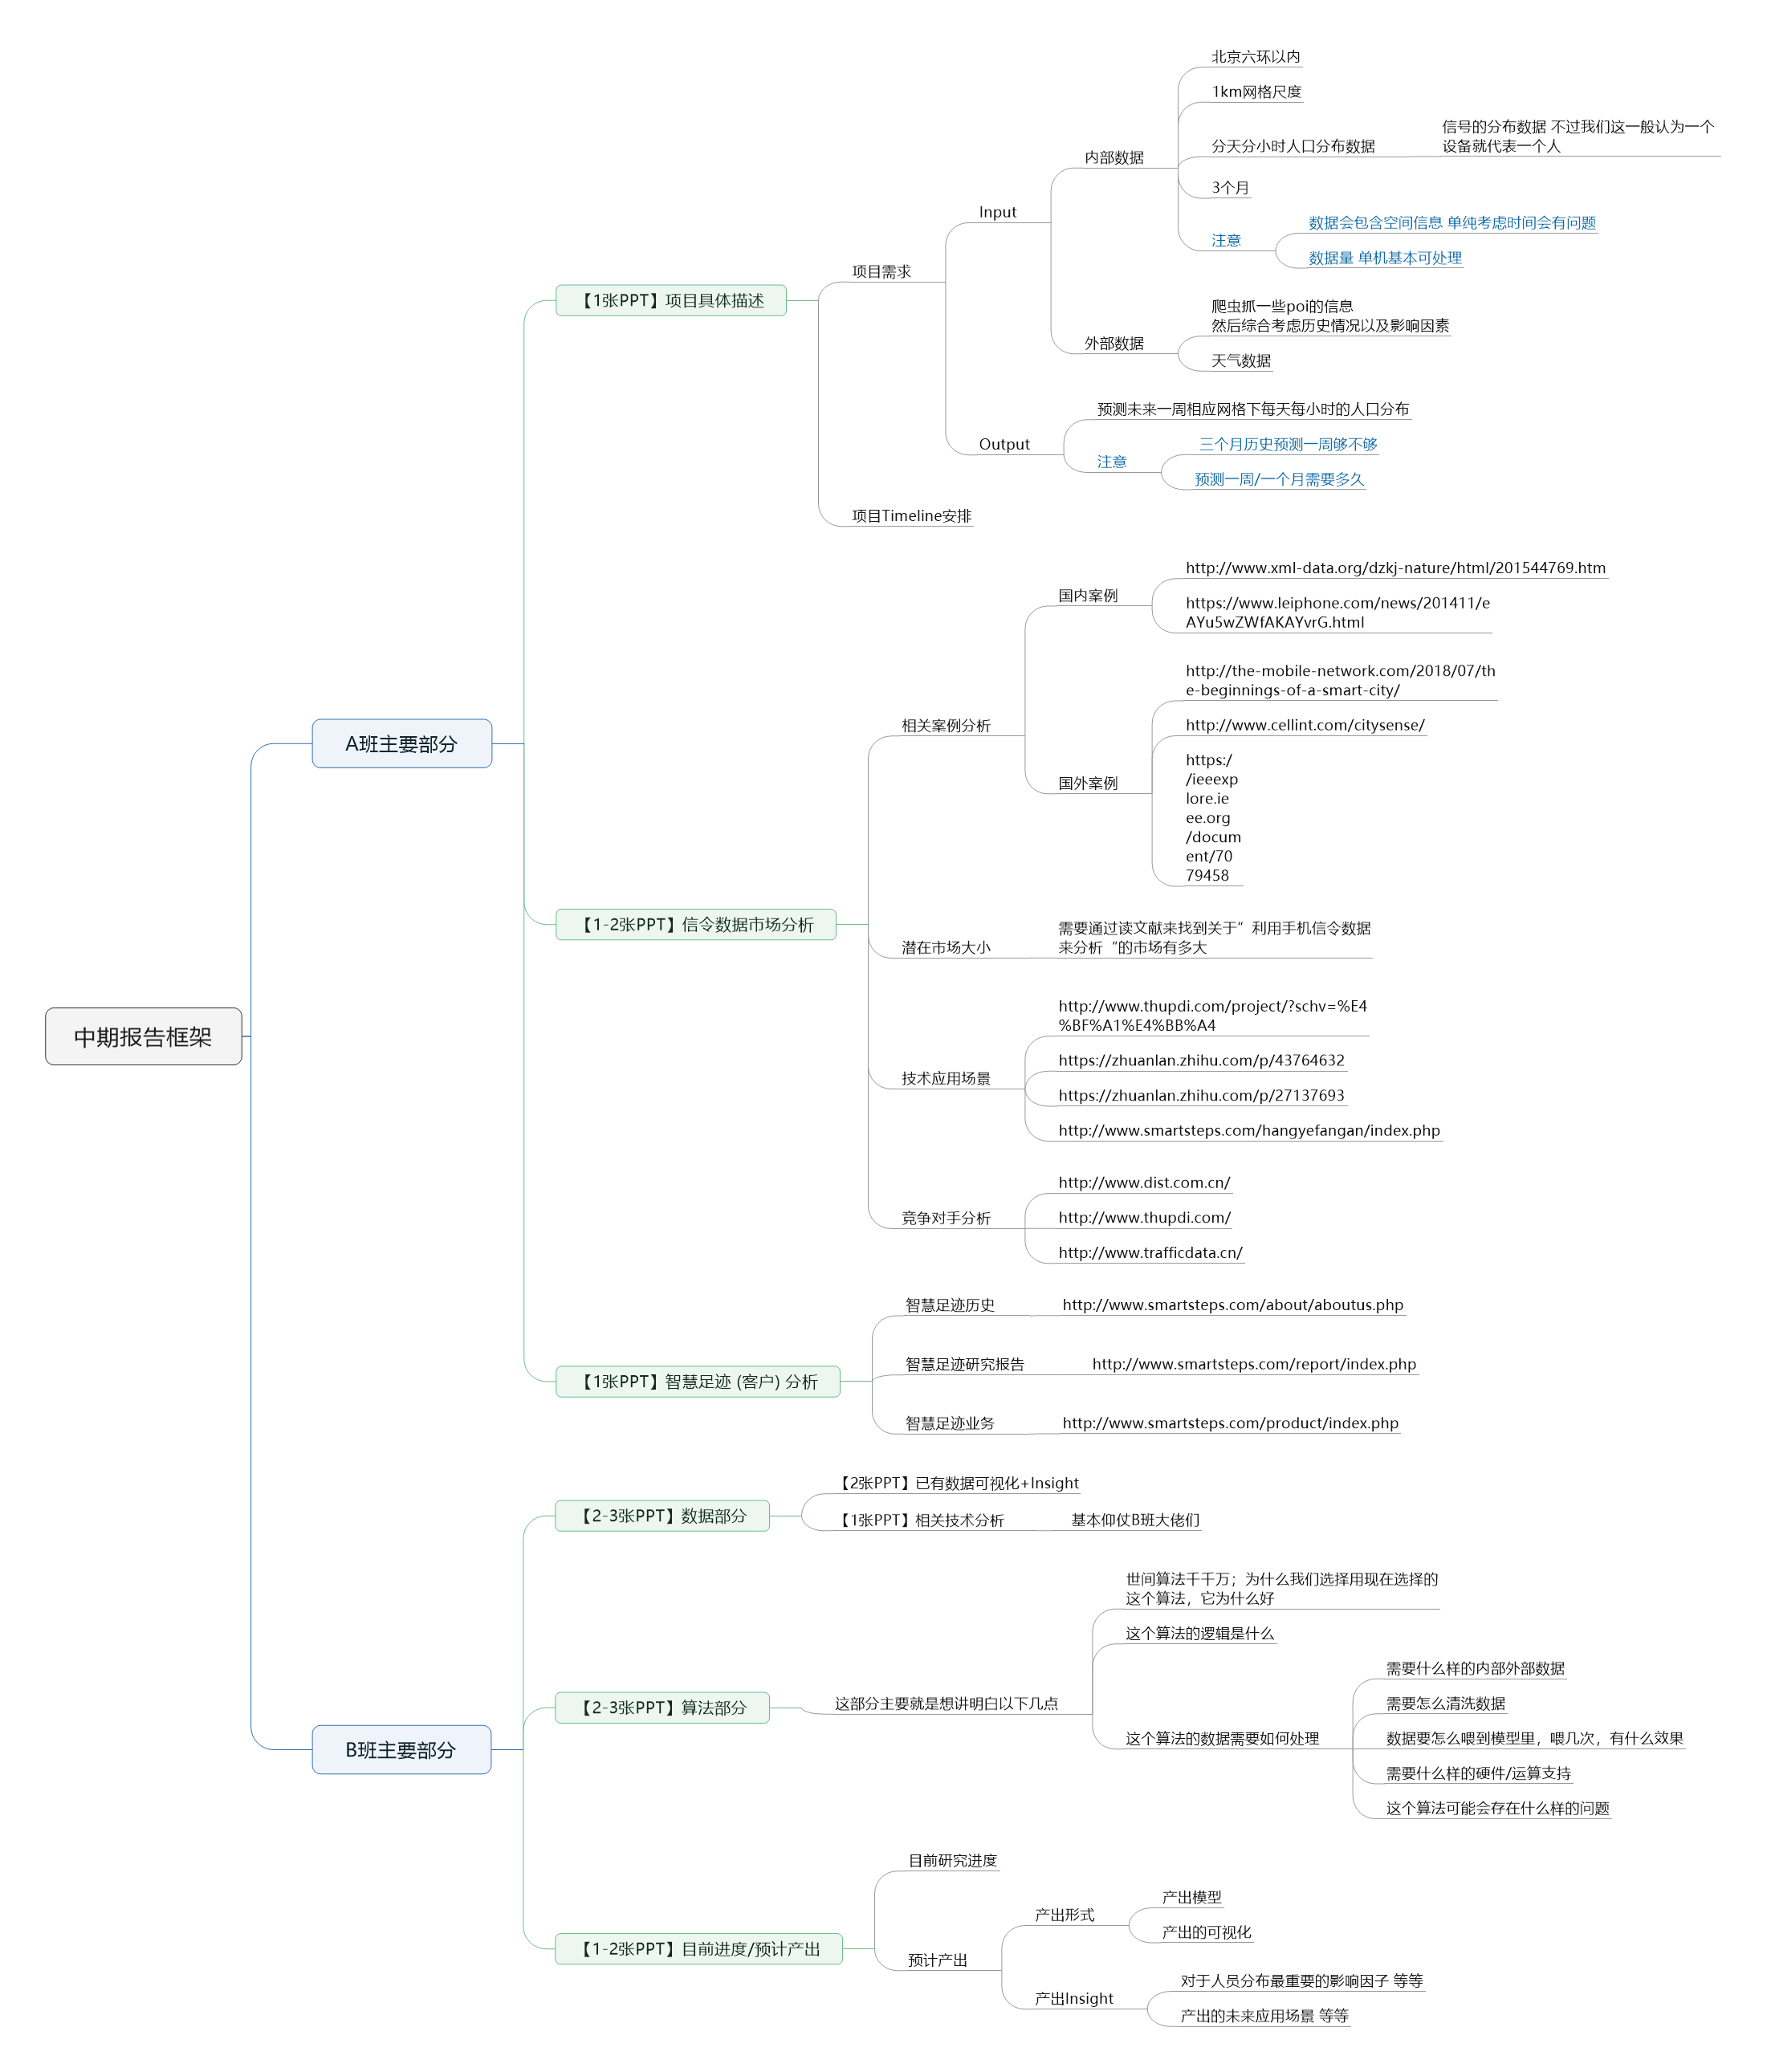 中期报告框架
A班主要部分
【1张PPT】项目具体描述
项目需求
Input
内部数据
北京六环以内
1km网格尺度
分天分小时人口分布数据
信号的分布数据 不过我们这一般认为一个
设备就代表一个人
3个月
注意
数据会包含空间信息 单纯考虑时间会有问题
数据量 单机基本可处理
外部数据
爬虫抓一些poi的信息
然后综合考虑历史情况以及影响因素
天气数据
Output
预测未来一周相应网格下每天每小时的人口分布
注意
三个月历史预测一周够不够
预测一周/一个月需要多久
项目Timeline安排
【1-2张PPT】信令数据市场分析
相关案例分析
国内案例
http://www.xml-data.org/dzkj-nature/html/201544769.htm
https://www.leiphone.com/news/201411/e
AYu5wZWfAKAYvrG.html
国外案例
http://the-mobile-network.com/2018/07/th
e-beginnings-of-a-smart-city/
http://www.cellint.com/citysense/
https:/
/ieeexp
lore.ie
ee.org
/docum
ent/70
79458
潜在市场大小
需要通过读文献来找到关于”利用手机信令数据
来分析“的市场有多大
技术应用场景
http://www.thupdi.com/project/?schv=%E4
%BF%A1%E4%BB%A4
https://zhuanlan.zhihu.com/p/43764632
https://zhuanlan.zhihu.com/p/27137693
http://www.smartsteps.com/hangyefangan/index.php
竞争对手分析
http://www.dist.com.cn/
http://www.thupdi.com/
http://www.trafficdata.cn/
【1张PPT】智慧足迹 (客户) 分析
智慧足迹历史
http://www.smartsteps.com/about/aboutus.php
智慧足迹研究报告
http://www.smartsteps.com/report/index.php
智慧足迹业务
http://www.smartsteps.com/product/index.php
B班主要部分
【2-3张PPT】数据部分
【2张PPT】已有数据可视化+Insight
【1张PPT】相关技术分析
基本仰仗B班大佬们
【2-3张PPT】算法部分
这部分主要就是想讲明白以下几点
世间算法千千万；为什么我们选择用现在选择的
这个算法，它为什么好
这个算法的逻辑是什么
这个算法的数据需要如何处理
需要什么样的内部外部数据
需要怎么清洗数据
数据要怎么喂到模型里，喂几次，有什么效果
需要什么样的硬件/运算支持
这个算法可能会存在什么样的问题
【1-2张PPT】目前进度/预计产出
目前研究进度
预计产出
产出形式
产出模型
产出的可视化
产出Insight
对于人员分布最重要的影响因子 等等
产出的未来应用场景 等等